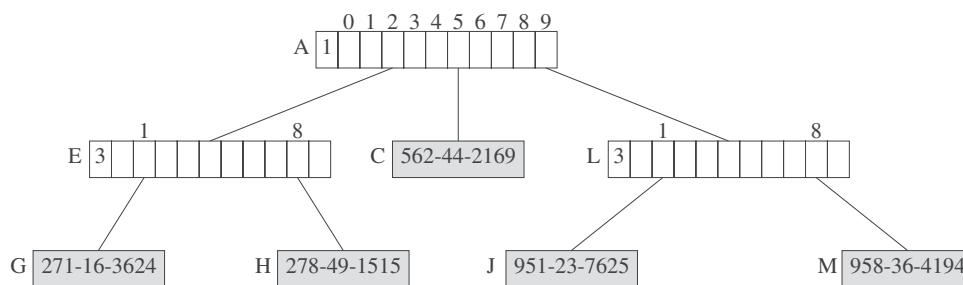 0 1 2 3 4 5 6 7 8 9
A 1
1 8 1 8
E 3 C 562-44-2169 L 3
G 271-16-3624 H 278-49-1515 J 951-23-7625 M 958-36-4194